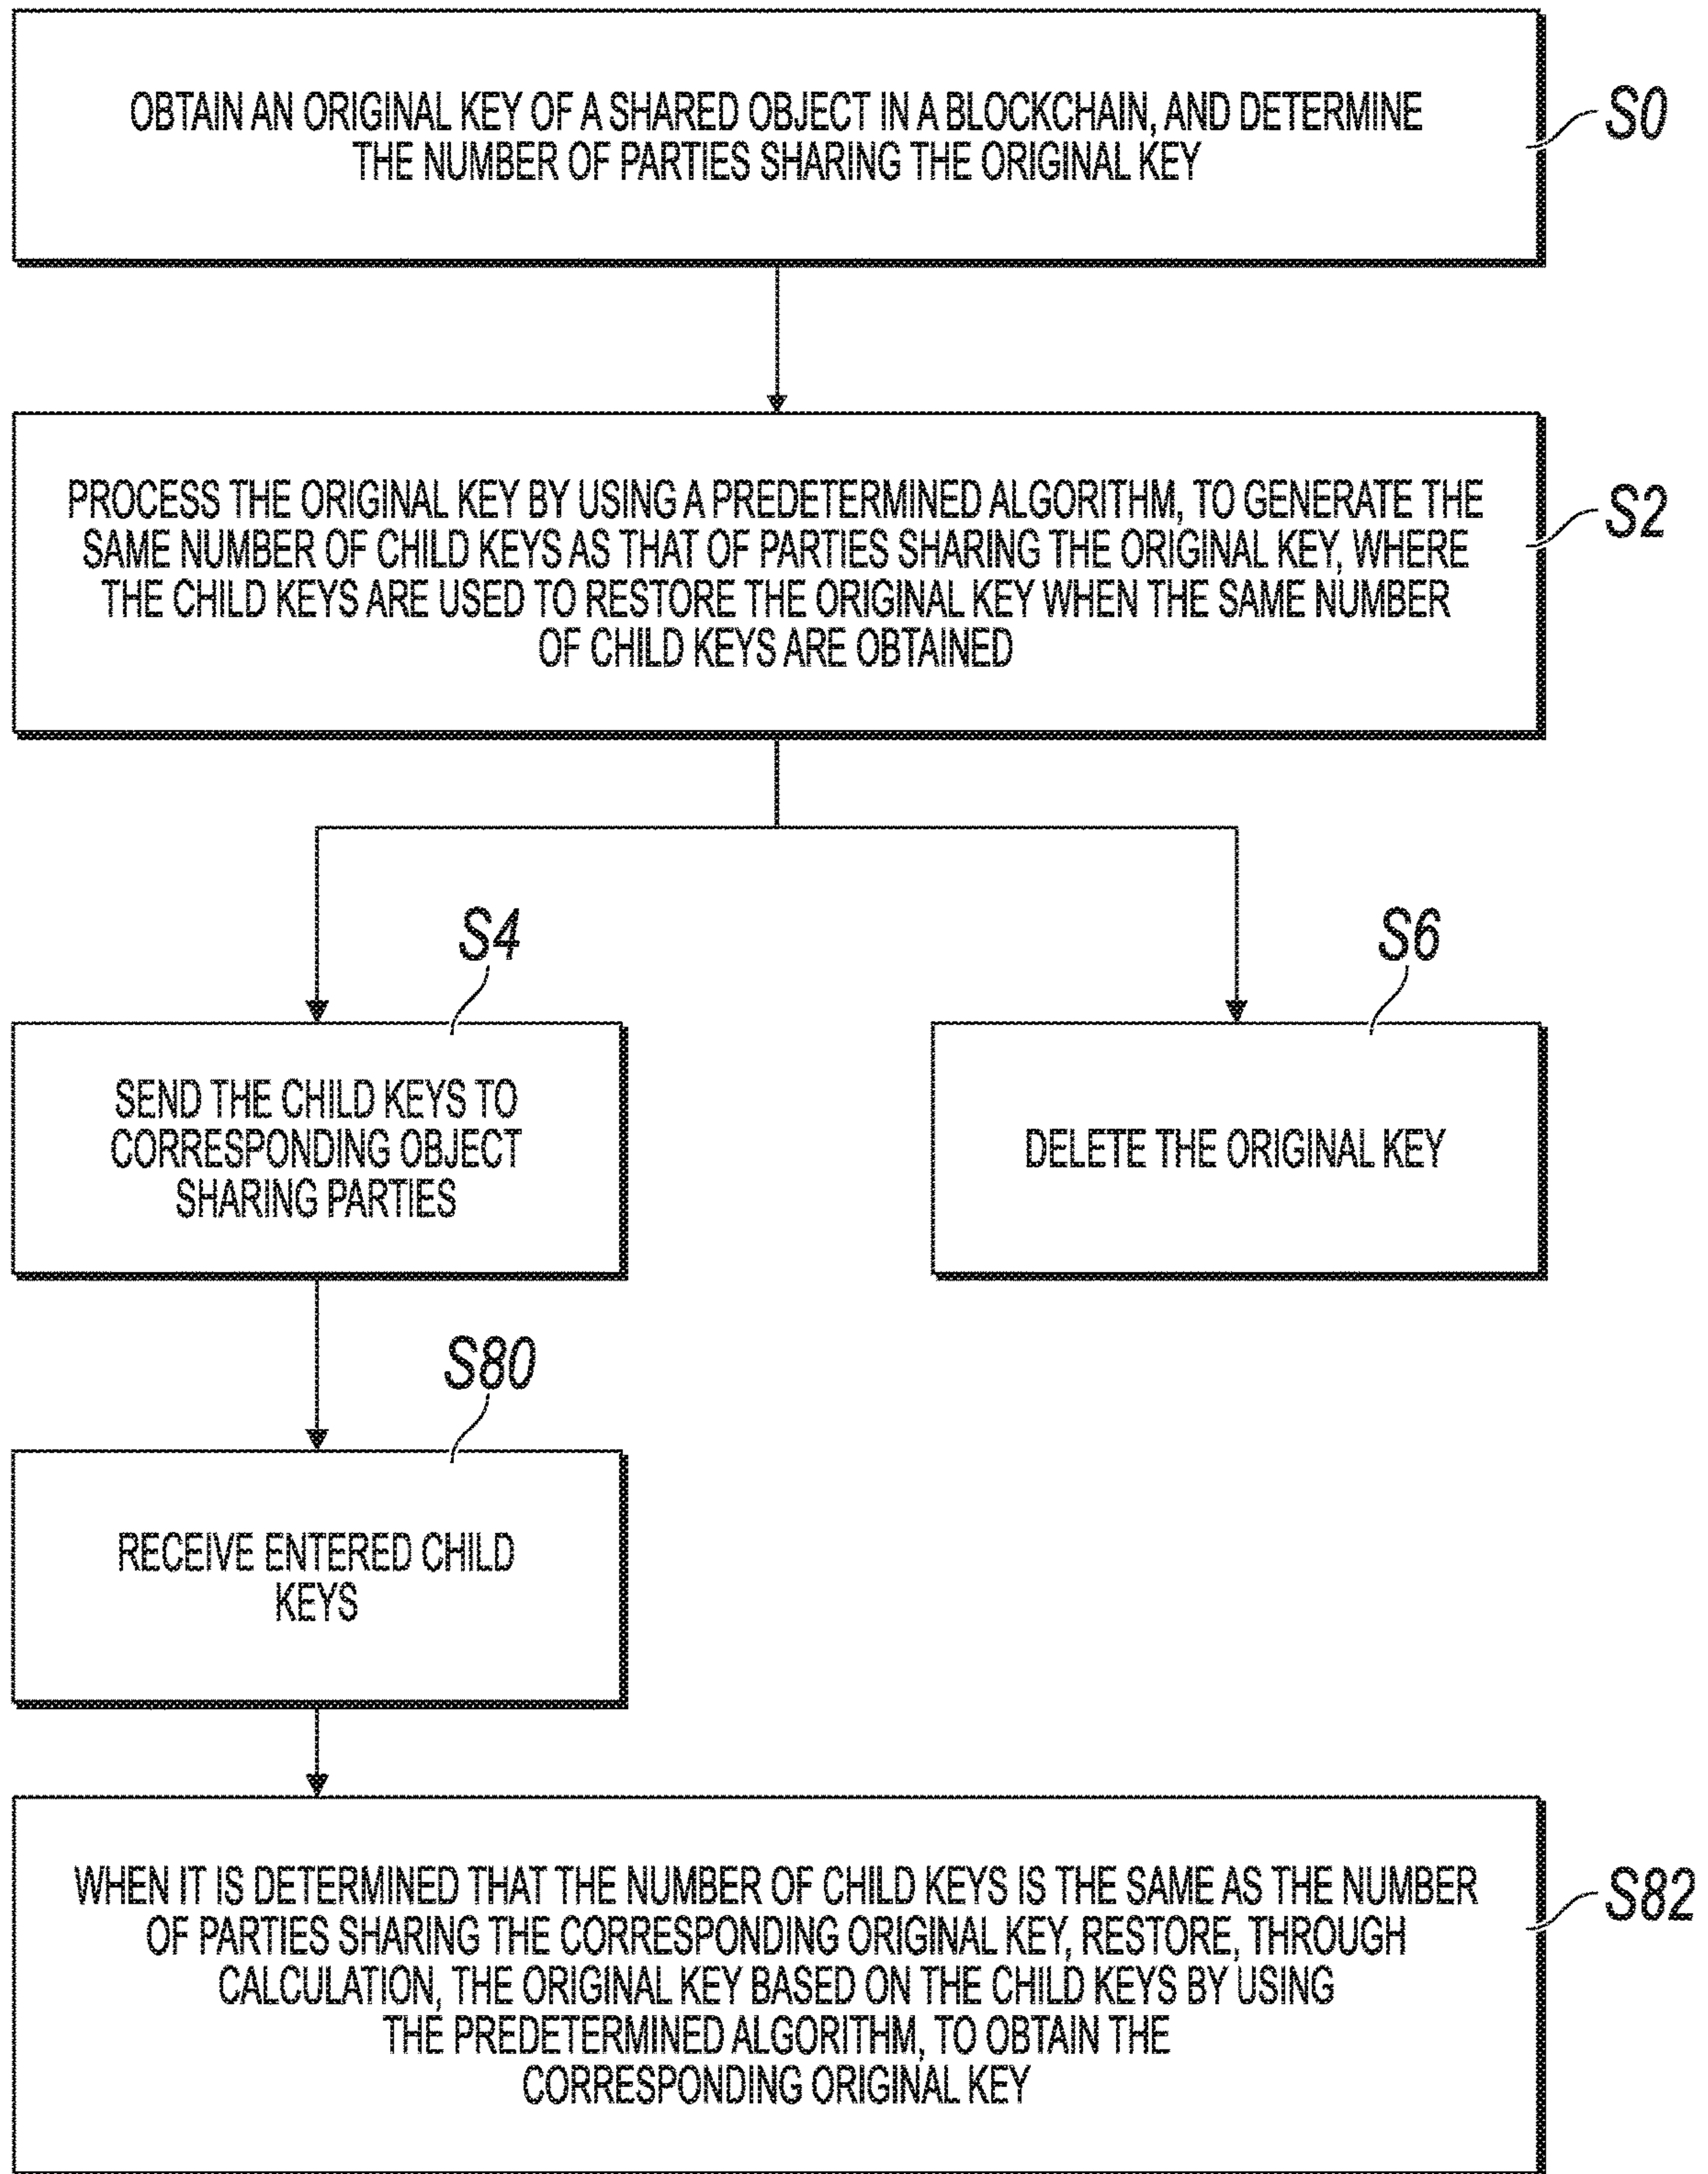 OBTAIN AN ORIGINAL KEY OF A SHARED OBJECT IN A BLOCKCHAIN, AND DETERMINE
THE NUMBER OF PARTIES SHARING THE ORIGINAL KEY
S0
PROCESS THE ORIGINAL KEY BY USING A PREDETERMINED ALGORITHM, TO GENERATE THE
SAME NUMBER OF CHILD KEYS AS THAT OF PARTIES SHARING THE ORIGINAL KEY, WHERE
THE CHILD KEYS ARE USED TO RESTORE THE ORIGINAL KEY WHEN THE SAME NUMBER
OF CHILD KEYS ARE OBTAINED
S2
S4
SEND THE CHILD KEYS TO
CORRESPONDING OBJECT
SHARING PARTIES
S6
DELETE THE ORIGINAL KEY
S80
RECEIVE ENTERED CHILD
KEYS
WHEN IT IS DETERMINED THAT THE NUMBER OF CHILD KEYS IS THE SAME AS THE NUMBER
OF PARTIES SHARING THE CORRESPONDING ORIGINAL KEY, RESTORE, THROUGH
CALCULATION, THE ORIGINAL KEY BASED ON THE CHILD KEYS BY USING
THE PREDETERMINED ALGORITHM, TO OBTAIN THE
CORRESPONDING ORIGINAL KEY
S82